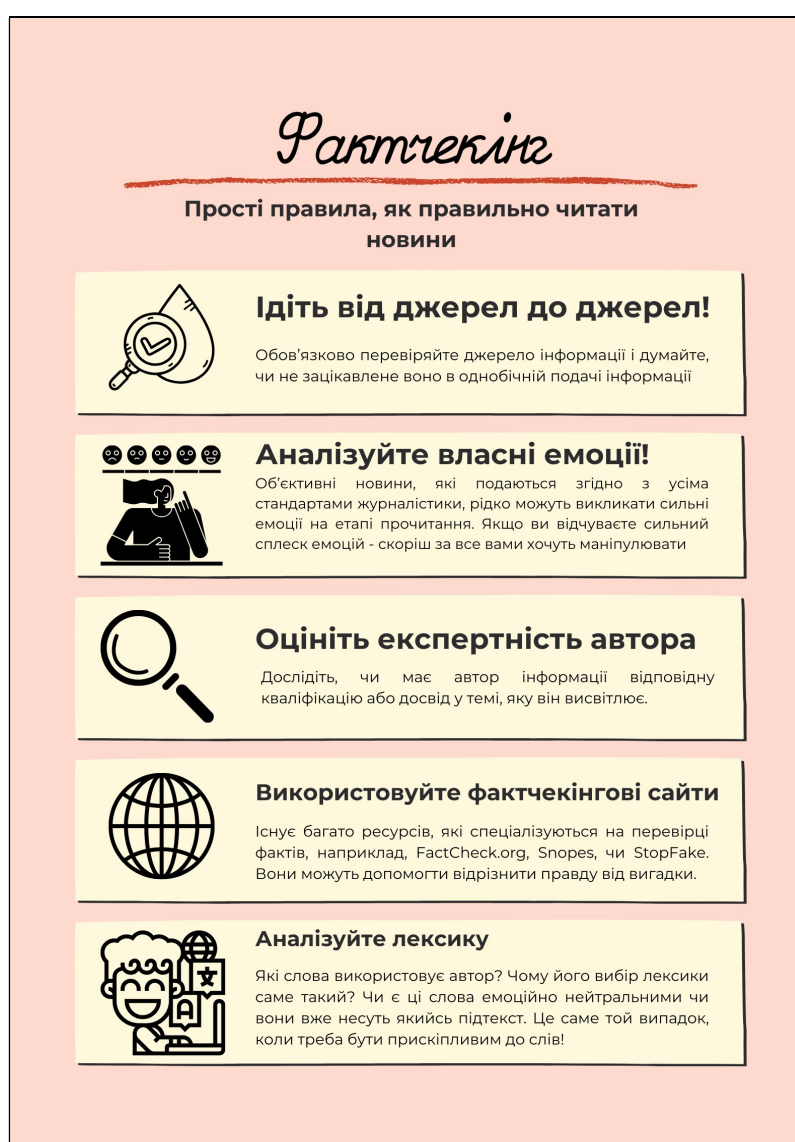 Фактчекінг
Прості правила, як правильно читати
новини
Ідіть від джерел до джерел!
Обов’язково перевіряйте джерело інформації і думайте,
чи не зацікавлене воно в однобічній подачі інформації
Аналізуйте власні емоції!
Об’єктивні новини, які подаються згідно з усіма
стандартами журналістики, рідко можуть викликати сильні
емоції на етапі прочитання. Якщо ви відчуваєте сильний
сплеск емоцій - скоріш за все вами хочуть маніпулювати
Оцініть експертність автора
Дослідіть, чи має автор інформації відповідну
кваліфікацію або досвід у темі, яку він висвітлює.
Використовуйте фактчекінгові сайти
Існує багато ресурсів, які спеціалізуються на перевірці
фактів, наприклад, FactCheck.org, Snopes, чи StopFake.
Вони можуть допомогти відрізнити правду від вигадки.
Аналізуйте лексику
Які слова використовує автор? Чому його вибір лексики
саме такий? Чи є ці слова емоційно нейтральними чи
вони вже несуть якийсь підтекст. Це саме той випадок,
коли треба бути прискіпливим до слів!
文
A